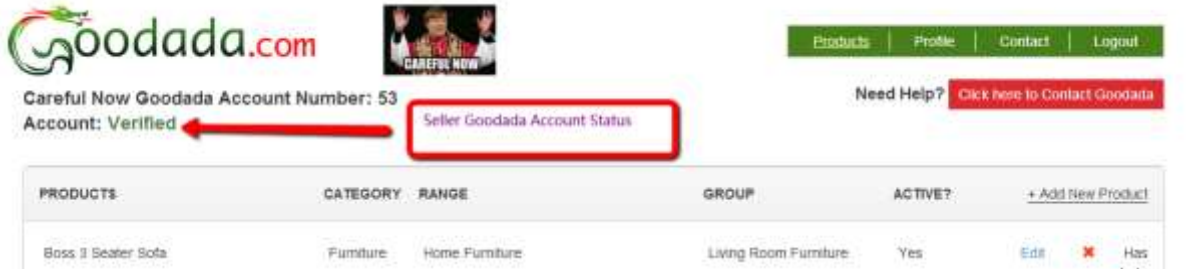 Goodada.com
CAREFUL NOW
Products | Profile | Contact | Logout
Careful Now Goodada Account Number: 53
Need Help? Click here to Contact Goodada
Account: Verified
Seller Goodada Account Status
PRODUCTS CATEGORY RANGE GROUP ACTIVE? + Add New Product
Boss 3 Seater Sofa Furniture Home Furniture Living Room Furniture Yes Edit Has